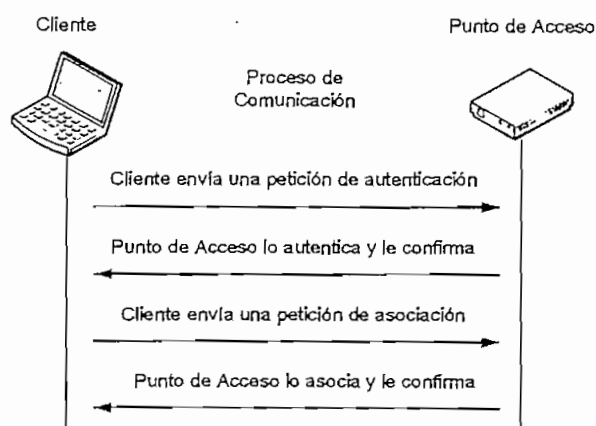 Cliente
Punto de Acceso
Proceso de
Comunicación
Cliente envía una petición de autenticación
Punto de Acceso lo autentica y le confirma
Cliente envía una petición de asociación
Punto de Acceso lo asocia y le confirma